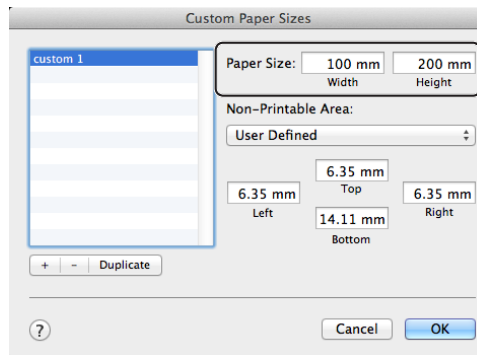 Custom Paper Sizes
custom 1
Paper Size: 100 mm 200 mm
Width Height
Non-Printable Area:
User Defined
6.35 mm
Top
6.35 mm 6.35 mm
Left Right
14.11 mm
Bottom
+ - Duplicate
? Cancel OK